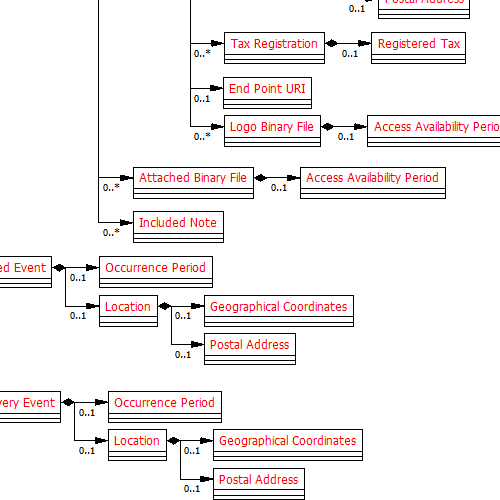 Postal Address
0..1
Tax Registration
Registered Tax
0..*
0..1
End Point URI
0..1
Logo Binary File
0..*
0..1
Access Availability
Attached Binary File
Access Availability Period
0..*
0..1
Included Note
0..*
Event
Occurrence Period
0..1
Location
Geographical Coordinates
0..1
0..1
Postal Address
0..1
Event
Occurrence Period
0..1
Location
Geographical Coordinates
0..1
0..1
Postal Address
0..1